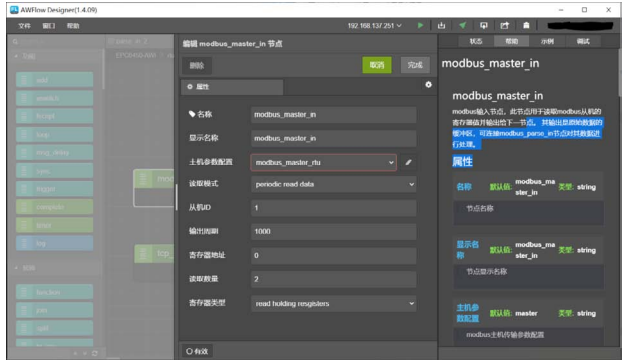 AWFlow Designer(1.4.09)
文件 窗口 帮助
192.168.137.251
状态 帮助 示例 调试
编辑 modbus_master_in 节点
删除 取消 完成
属性
名称 modbus_master_in
显示名称 modbus_master_in
主机参数配置 modbus_master_rtu
读取模式 periodic read data
从机ID 1
输出周期 1000
寄存器地址 0
读取数量 2
寄存器类型 read holding resgisters
有效
loop
trigger
function
join
split
modbus_master_in
modbus_master_in
modbus输入节点，此节点用于读取modbus从机的
寄存器值并输出给下一节点。其输出是原始数据的
缓冲区，可连接modbus_parse_in节点对其数据进
行处理。
属性
名称 默认值: modbus_ma
ster_in 类型: string
节点名称
显示名
称 默认值: modbus_ma
ster_in 类型: string
节点显示名称
主机参
数配置 默认值: master 类型: string
modbus主机传输参数配置